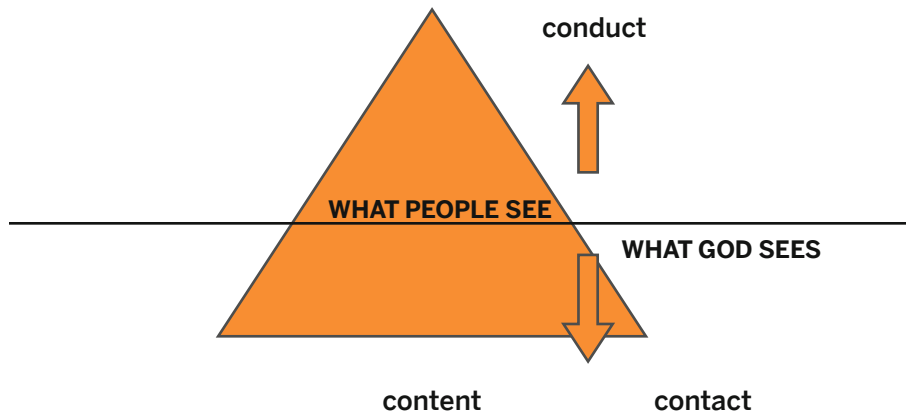 conduct
WHAT PEOPLE SEE
WHAT GOD SEES
content contact